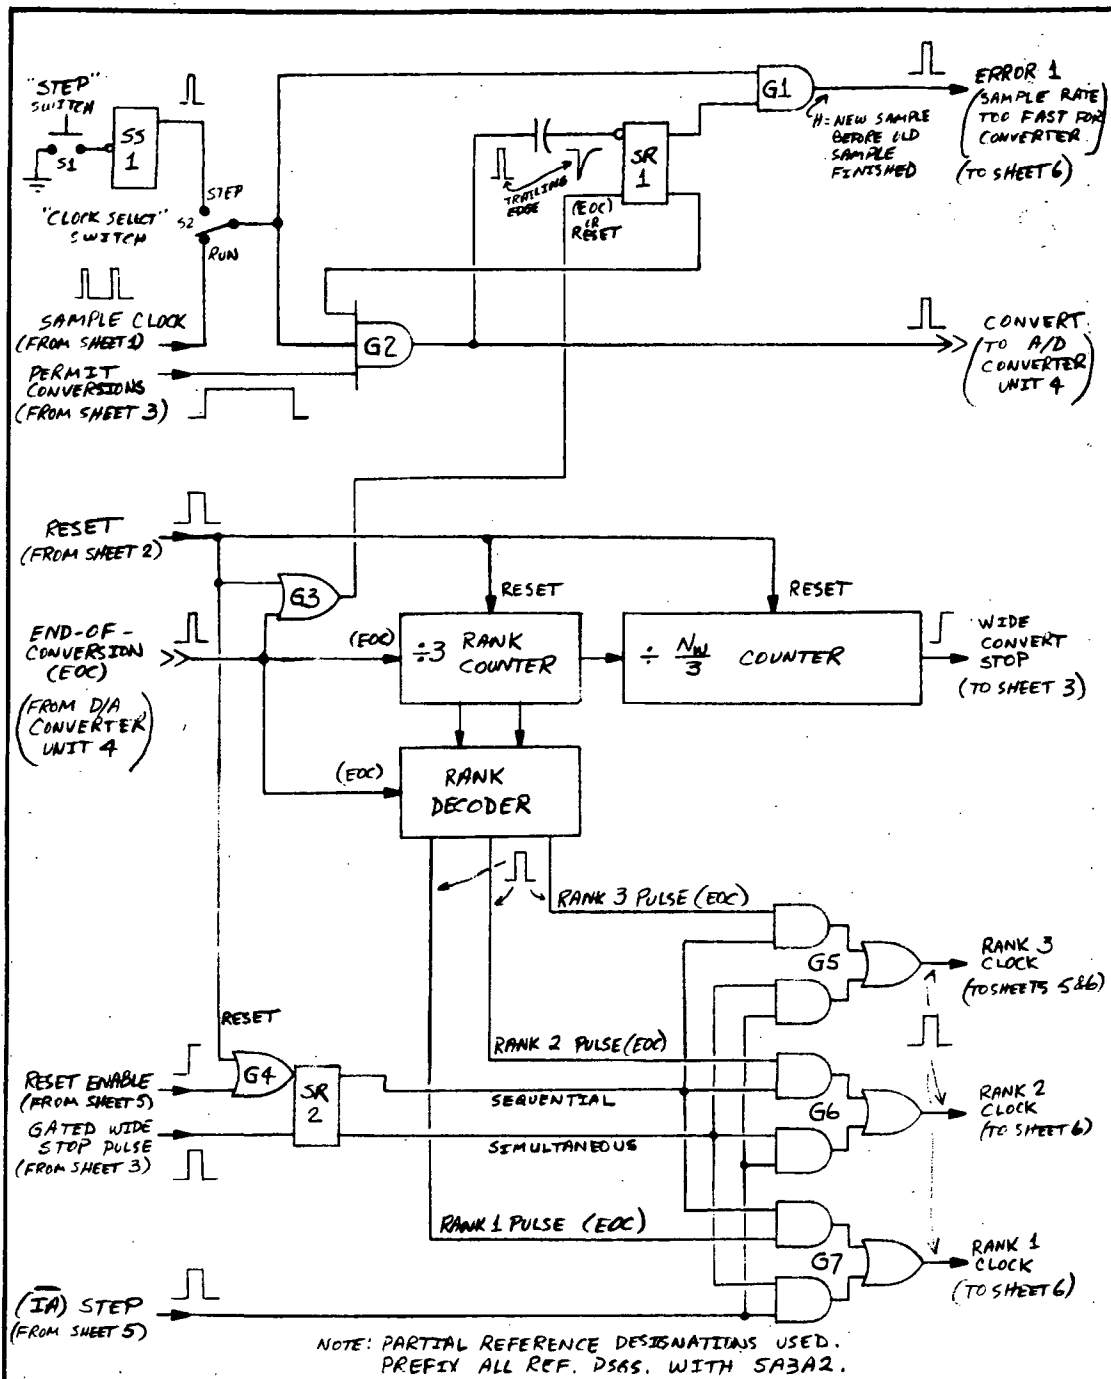 "STEP"
SWITCH
S1
SS
1
STEP
"CLOCK SELECT"
SWITCH
S2
RUN
SAMPLE CLOCK
(FROM SHEET 1)
PERMIT
CONVERSIONS
(FROM SHEET 3)
G2
TRAILING
EDGE
(EOC)
OR
RESET
SR
1
G1
H = NEW SAMPLE
BEFORE OLD
SAMPLE
FINISHED
ERROR 1
(SAMPLE RATE
TOO FAST FOR
CONVERTER)
(TO SHEET 6)
CONVERT
(TO A/D
CONVERTER
UNIT 4)
RESET
(FROM SHEET 2)
G3
RESET
RESET
END-OF-
CONVERSION
(EOC)
(FROM D/A
CONVERTER
UNIT 4)
(EOC)
÷3 RANK
COUNTER
÷ NW/3 COUNTER
WIDE
CONVERT
STOP
(TO SHEET 3)
(EOC)
RANK
DECODER
RANK 3 PULSE (EOC)
G5
RANK 3
CLOCK
(TO SHEETS 5&6)
RESET
RANK 2 PULSE (EOC)
RESET ENABLE
(FROM SHEET 5)
G4
SR
2
SEQUENTIAL
G6
RANK 2
CLOCK
(TO SHEET 6)
GATED WIDE
STOP PULSE
(FROM SHEET 3)
SIMULTANEOUS
RANK 1 PULSE (EOC)
G7
RANK 1
CLOCK
(TO SHEET 6)
(I̅A̅) STEP
(FROM SHEET 5)
NOTE: PARTIAL REFERENCE DESIGNATIONS USED.
PREFIX ALL REF. DSGS. WITH 5A3A2.